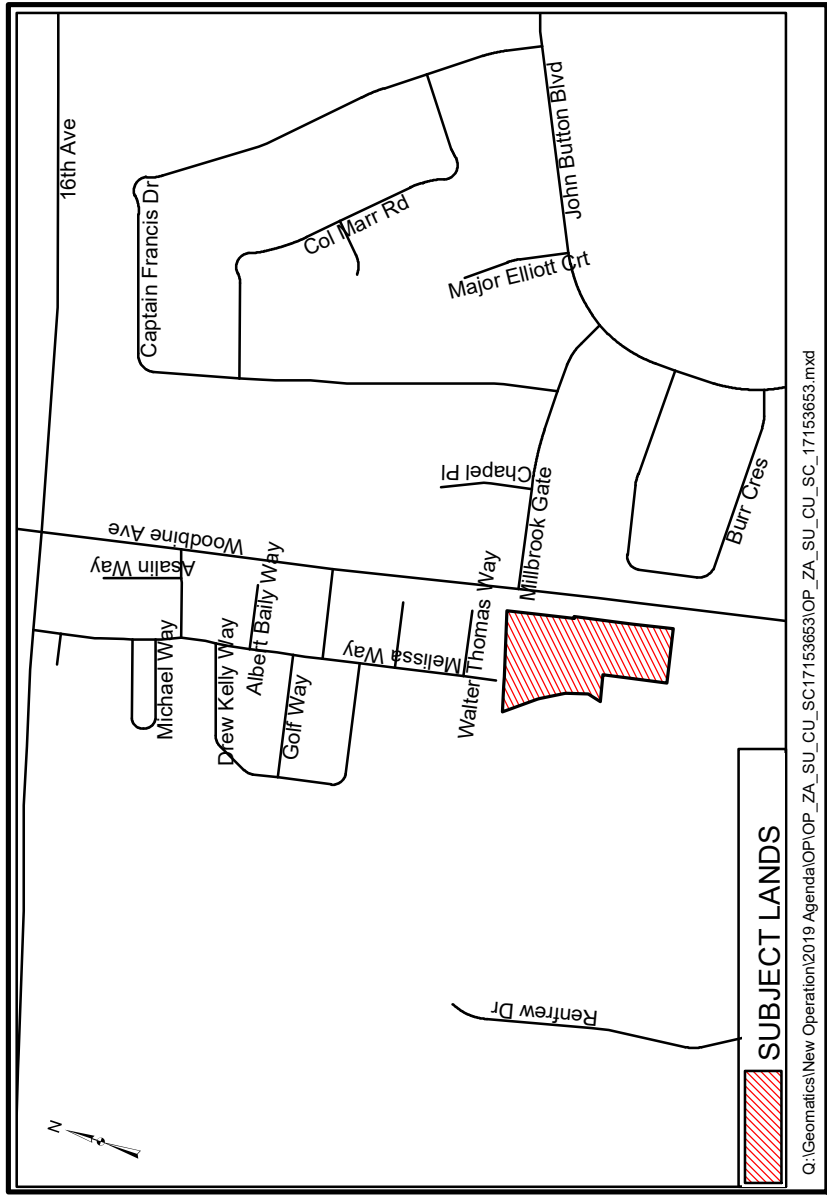 16th Ave
Captain Francis Dr
Col Marr Rd
John Button Blvd
Major Elliott Crt
Woodbine Ave
Asalin Way
Michael Way
Drew Kelly Way
Albert Baily Way
Golf Way
Melissa Way
Walter Thomas Way
Chapel Pl
Millbrook Gate
Burr Cres
Renfrew Dr
N
SUBJECT LANDS
Q:\Geomatics\New Operation\2019 Agenda\OP\OP_ZA_SU_CU_SC17153653\OP_ZA_SU_CU_SC_17153653.mxd